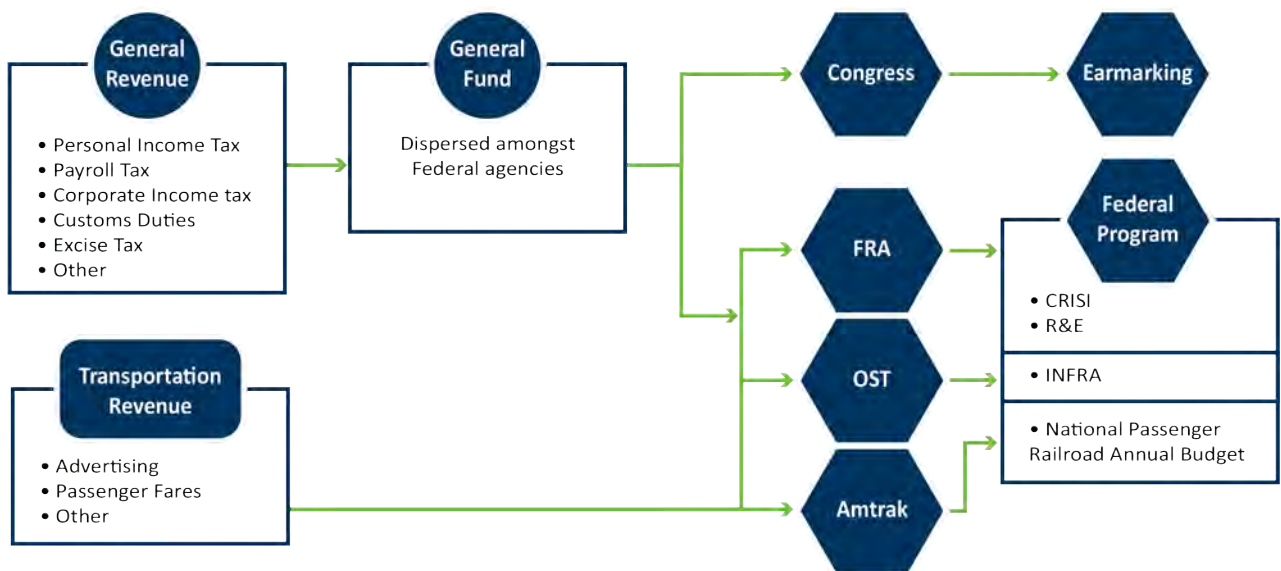 General
Revenue
• Personal Income Tax
• Payroll Tax
• Corporate Income tax
• Customs Duties
• Excise Tax
• Other
General
Fund
Dispersed amongst
Federal agencies
Congress
Earmarking
FRA
Federal
Program
• CRISI
• R&E
Transportation
Revenue
• Advertising
• Passenger Fares
• Other
OST
• INFRA
Amtrak
• National Passenger
Railroad Annual Budget